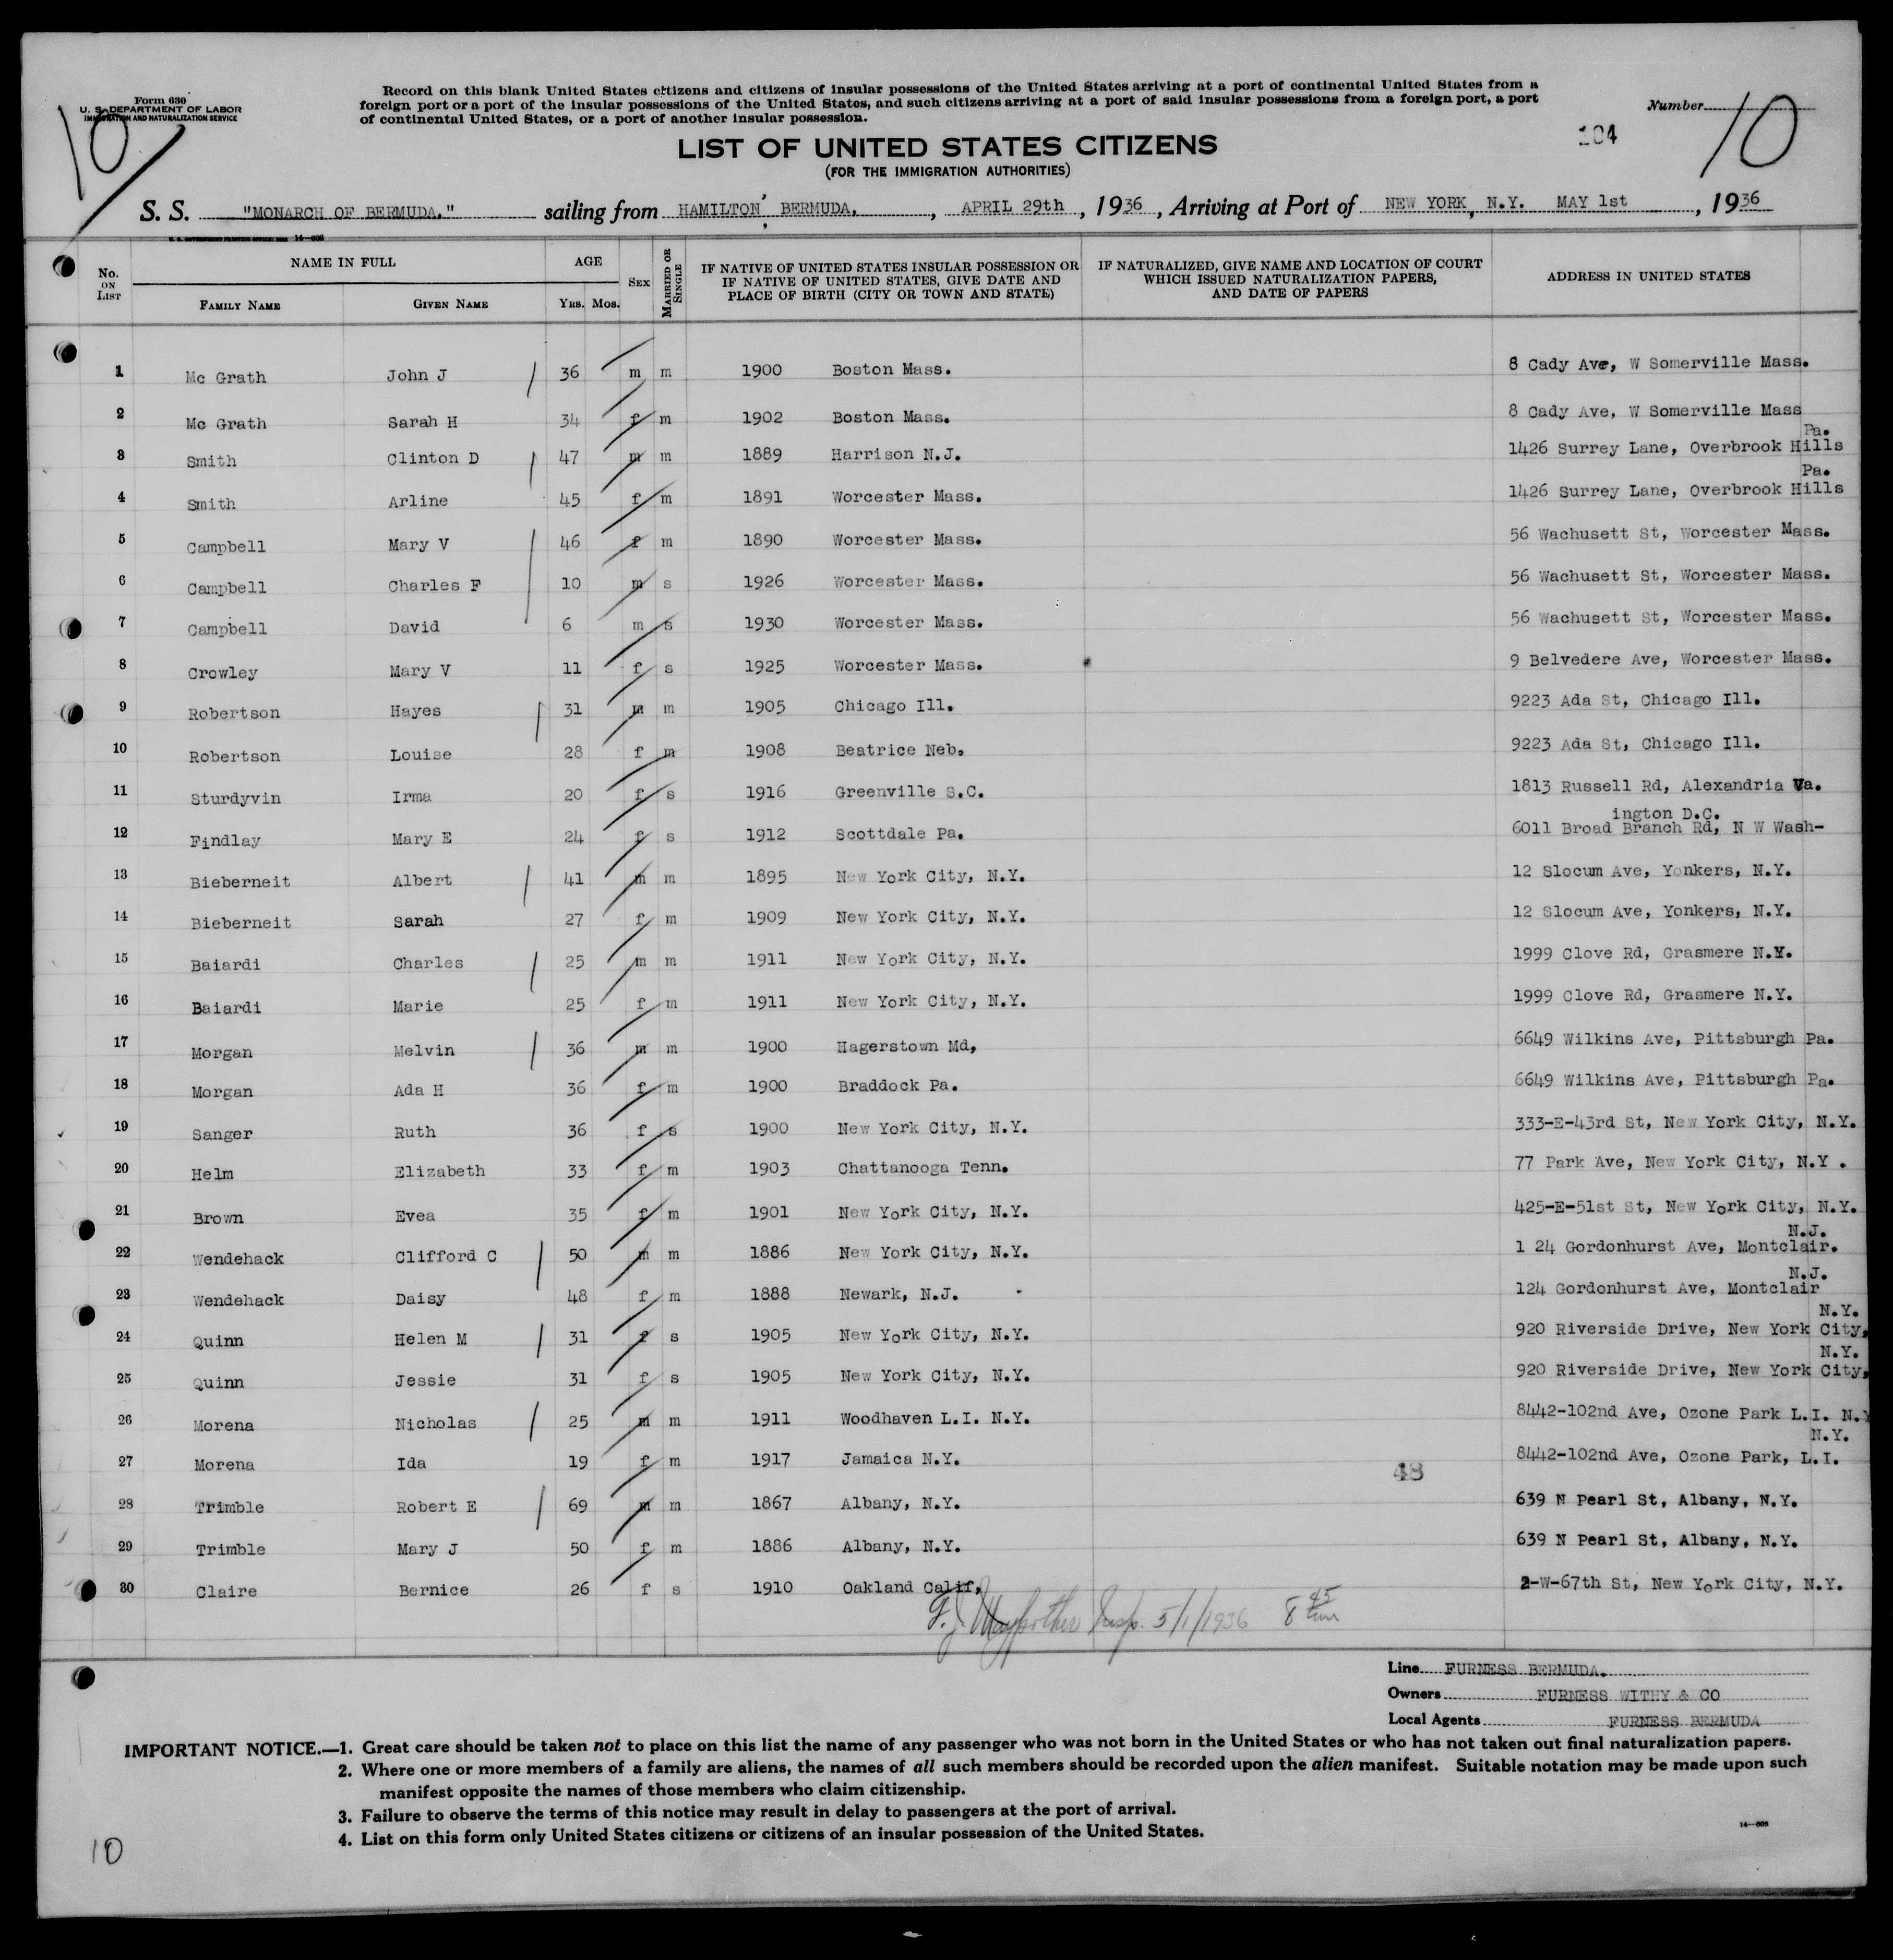 Form 630
U. S. DEPARTMENT OF LABOR
IMMIGRATION AND NATURALIZATION SERVICE
10
Record on this blank United States citizens and citizens of insular possessions of the United States arriving at a port of continental United States from a
foreign port or a port of the insular possessions of the United States, and such citizens arriving at a port of said insular possessions from a foreign port, a port
of continental United States, or a port of another insular possession.
Number 10
104
LIST OF UNITED STATES CITIZENS
(FOR THE IMMIGRATION AUTHORITIES)
S. S. "MONARCH OF BERMUDA." sailing from HAMILTON, BERMUDA, , APRIL 29th , 1936 , Arriving at Port of NEW YORK, N.Y. MAY 1st , 1936
14—608
No. ON LIST NAME IN FULL FAMILY NAME GIVEN NAME AGE YRS. MOS. SEX MARRIED OR SINGLE IF NATIVE OF UNITED STATES INSULAR POSSESSION OR IF NATIVE OF UNITED STATES, GIVE DATE AND PLACE OF BIRTH (CITY OR TOWN AND STATE) IF NATURALIZED, GIVE NAME AND LOCATION OF COURT WHICH ISSUED NATURALIZATION PAPERS, AND DATE OF PAPERS ADDRESS IN UNITED STATES
1 Mc Grath John J 36 m m 1900 Boston Mass. 8 Cady Ave, W Somerville Mass.
2 Mc Grath Sarah H 34 f m 1902 Boston Mass. 8 Cady Ave, W Somerville Mass
Pa.
3 Smith Clinton D 47 m m 1889 Harrison N.J. 1426 Surrey Lane, Overbrook Hills
Pa.
4 Smith Arline 45 f m 1891 Worcester Mass. 1426 Surrey Lane, Overbrook Hills
5 Campbell Mary V 46 f m 1890 Worcester Mass. 56 Wachusett St, Worcester Mass.
6 Campbell Charles F 10 m s 1926 Worcester Mass. 56 Wachusett St, Worcester Mass.
7 Campbell David 6 m s 1930 Worcester Mass. 56 Wachusett St, Worcester Mass.
8 Crowley Mary V 11 f s 1925 Worcester Mass. 9 Belvedere Ave, Worcester Mass.
9 Robertson Hayes 31 m m 1905 Chicago Ill. 9223 Ada St, Chicago Ill.
10 Robertson Louise 28 f m 1908 Beatrice Neb. 9223 Ada St, Chicago Ill.
11 Sturdyvin Irma 20 f s 1916 Greenville S.C. 1813 Russell Rd, Alexandria Va.
ington D.C.
12 Findlay Mary E 24 f s 1912 Scottdale Pa. 6011 Broad Branch Rd, N W Wash-
13 Bieberneit Albert 41 m m 1895 New York City, N.Y. 12 Slocum Ave, Yonkers, N.Y.
14 Bieberneit Sarah 27 f m 1909 New York City, N.Y. 12 Slocum Ave, Yonkers, N.Y.
15 Baiardi Charles 25 m m 1911 New York City, N.Y. 1999 Clove Rd, Grasmere N.Y.
16 Baiardi Marie 25 f m 1911 New York City, N.Y. 1999 Clove Rd, Grasmere N.Y.
17 Morgan Melvin 36 m m 1900 Hagerstown Md, 6649 Wilkins Ave, Pittsburgh Pa.
18 Morgan Ada H 36 f m 1900 Braddock Pa. 6649 Wilkins Ave, Pittsburgh Pa.
19 Sanger Ruth 36 f s 1900 New York City, N.Y. 333-E-43rd St, New York City, N.Y.
20 Helm Elizabeth 33 f m 1903 Chattanooga Tenn. 77 Park Ave, New York City, N.Y .
21 Brown Evea 35 f m 1901 New York City, N.Y. 425-E-51st St, New York City, N.Y.
N.J.
22 Wendehack Clifford C 50 m m 1886 New York City, N.Y. 1 24 Gordonhurst Ave, Montclair.
N.J.
23 Wendehack Daisy 48 f m 1888 Newark, N.J. 124 Gordonhurst Ave, Montclair
N.Y.
24 Quinn Helen M 31 f s 1905 New York City, N.Y. 920 Riverside Drive, New York City,
N.Y.
25 Quinn Jessie 31 f s 1905 New York City, N.Y. 920 Riverside Drive, New York City,
26 Morena Nicholas 25 m m 1911 Woodhaven L.I. N.Y. 8442-102nd Ave, Ozone Park L.I. N.Y
N.Y.
27 Morena Ida 19 f m 1917 Jamaica N.Y. 8442-102nd Ave, Ozone Park, L.I.
48
28 Trimble Robert E 69 m m 1867 Albany, N.Y. 639 N Pearl St, Albany, N.Y.
29 Trimble Mary J 50 f m 1886 Albany, N.Y. 639 N Pearl St, Albany, N.Y.
30 Claire Bernice 26 f s 1910 Oakland Calif, 2-W-67th St, New York City, N.Y.
F. J. Insp. 5/1/1936 8 45
Line FURNESS BERMUDA.
Owners FURNESS WITHY & CO
Local Agents FURNESS BERMUDA
IMPORTANT NOTICE.—1. Great care should be taken not to place on this list the name of any passenger who was not born in the United States or who has not taken out final naturalization papers.
2. Where one or more members of a family are aliens, the names of all such members should be recorded upon the alien manifest. Suitable notation may be made upon such
manifest opposite the names of those members who claim citizenship.
3. Failure to observe the terms of this notice may result in delay to passengers at the port of arrival.
4. List on this form only United States citizens or citizens of an insular possession of the United States.
14—608
10